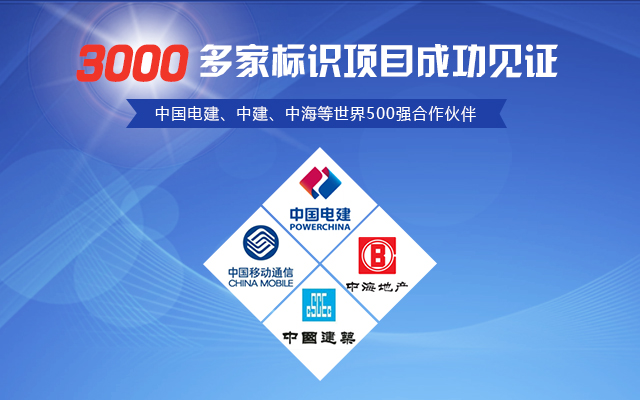 3000 多家标识项目成功见证
中国电建、中建、中海等世界500强合作伙伴
中国电建
POWERCHINA
中国移动通信
CHINA MOBILE
B
中海地产
CSCEC
中國建築